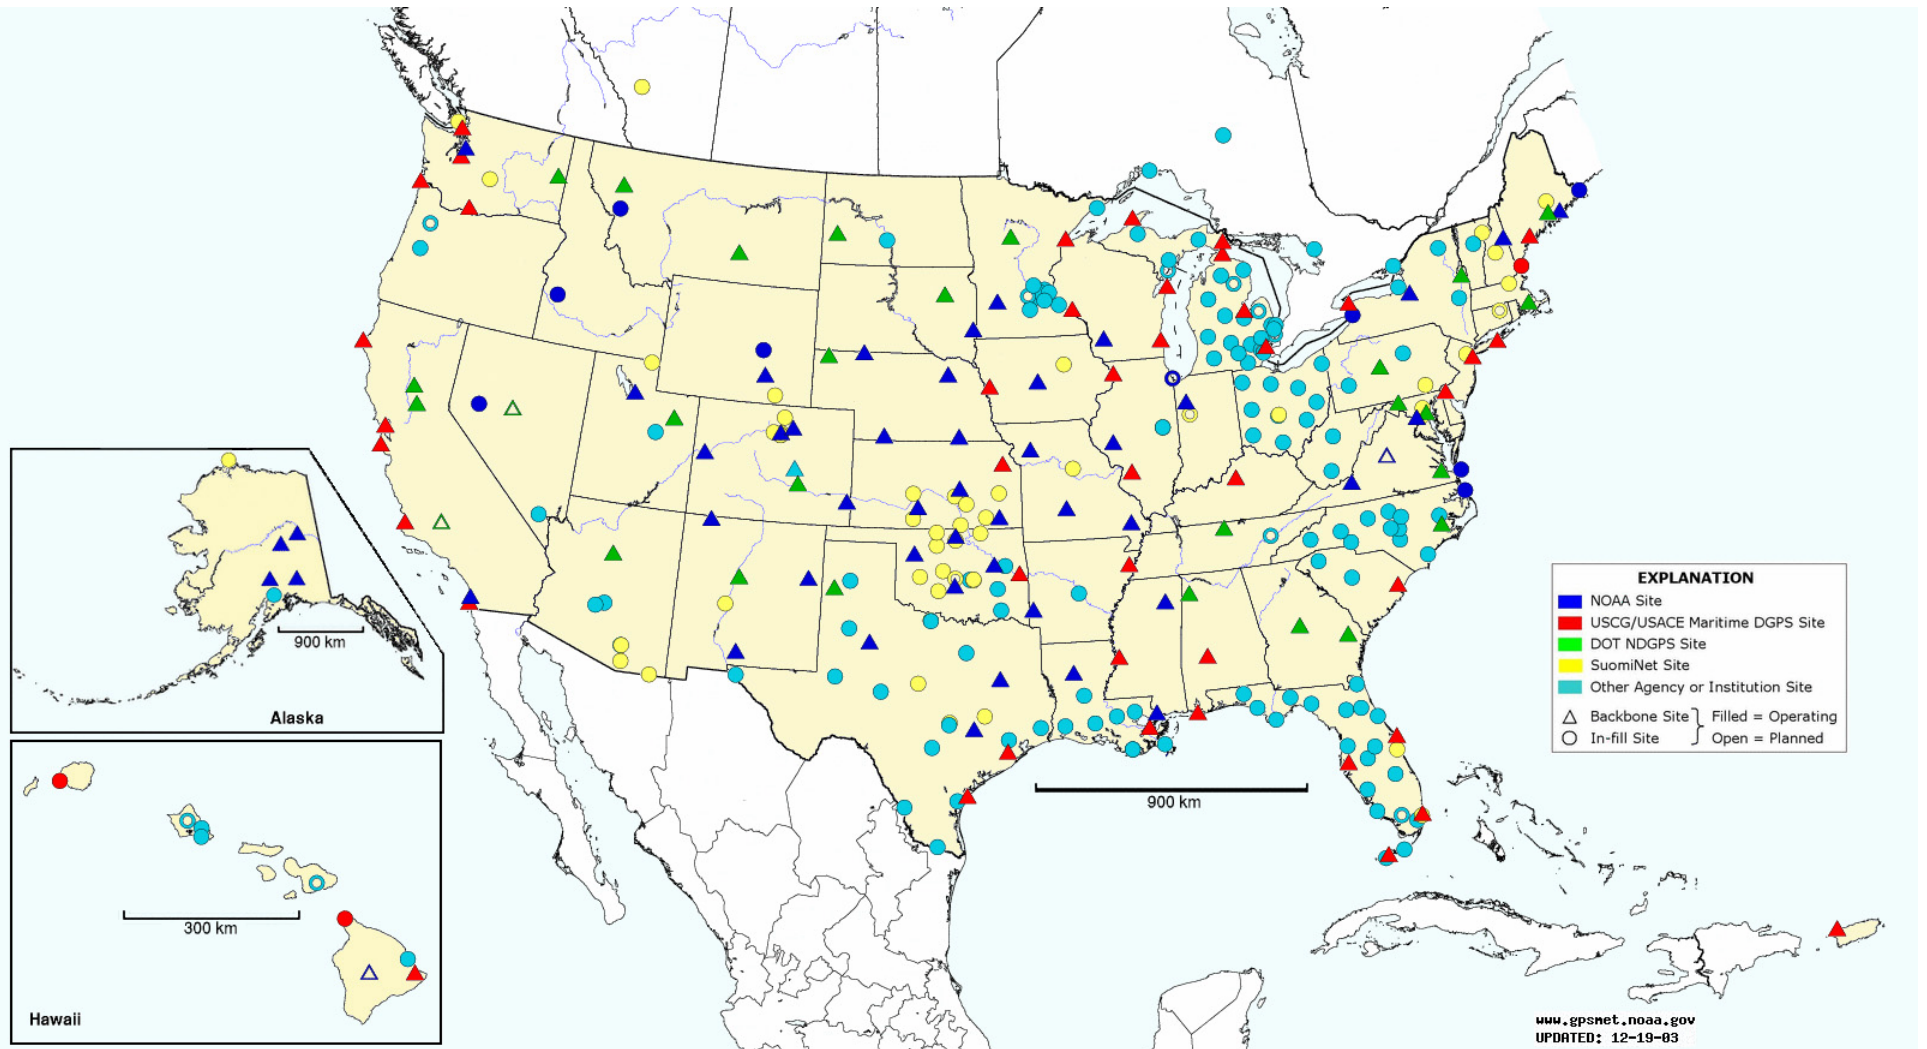 900 km
Alaska
300 km
Hawaii
900 km
EXPLANATION
NOAA Site
USCG/USACE Maritime DGPS Site
DOT NDGPS Site
SuomiNet Site
Other Agency or Institution Site
Backbone Site Filled = Operating
In-fill Site Open = Planned
www.gpsmet.noaa.gov
UPDATED: 12-19-03